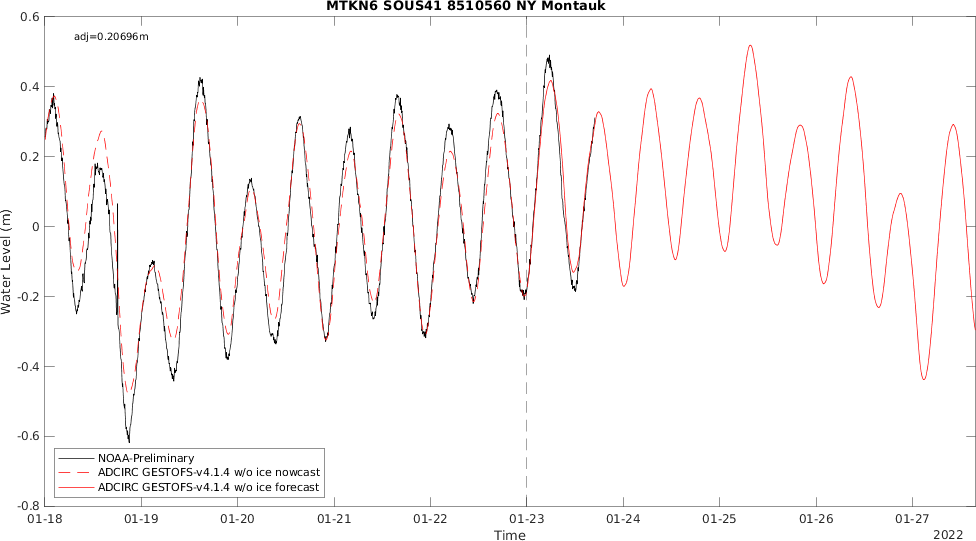 MTKN6 SOUS41 8510560 NY Montauk
adj=0.20696m
0.6
0.4
0.2
0
-0.2
-0.4
-0.6
-0.8
Water Level (m)
NOAA-Preliminary
ADCIRC GESTOFS-v4.1.4 w/o ice nowcast
ADCIRC GESTOFS-v4.1.4 w/o ice forecast
01-18 01-19 01-20 01-21 01-22 01-23 01-24 01-25 01-26 01-27
Time
2022